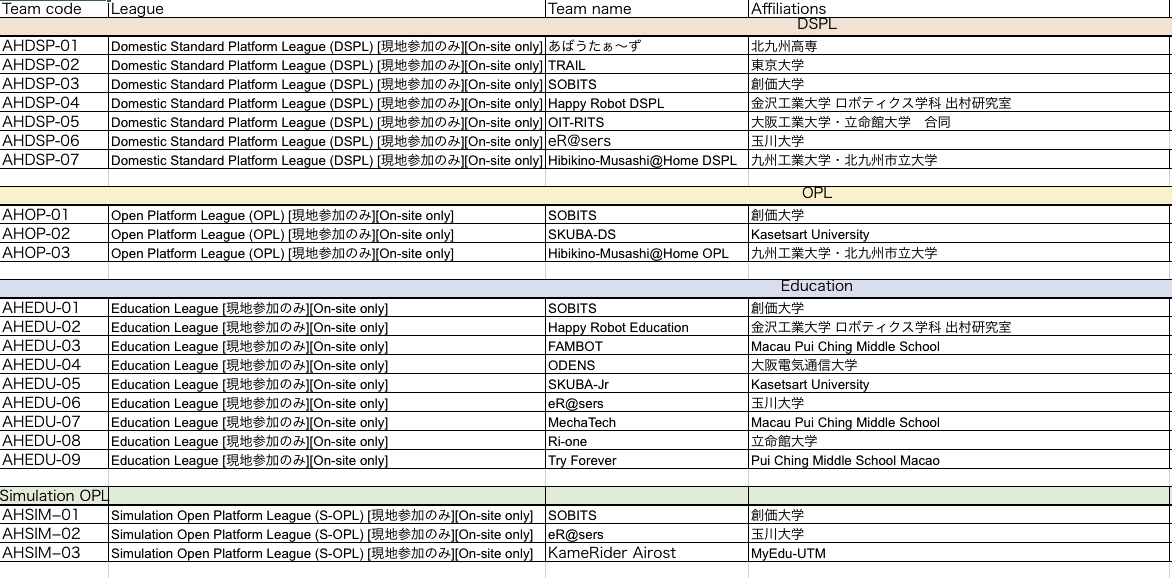 Team code League Team name Affiliations
DSPL
AHDSP-01 Domestic Standard Platform League (DSPL) [現地参加のみ][On-site only] あばうたぁ〜ず 北九州高専
AHDSP-02 Domestic Standard Platform League (DSPL) [現地参加のみ][On-site only] TRAIL 東京大学
AHDSP-03 Domestic Standard Platform League (DSPL) [現地参加のみ][On-site only] SOBITS 創価大学
AHDSP-04 Domestic Standard Platform League (DSPL) [現地参加のみ][On-site only] Happy Robot DSPL 金沢工業大学 ロボティクス学科 出村研究室
AHDSP-05 Domestic Standard Platform League (DSPL) [現地参加のみ][On-site only] OIT-RITS 大阪工業大学・立命館大学　合同
AHDSP-06 Domestic Standard Platform League (DSPL) [現地参加のみ][On-site only] eR@sers 玉川大学
AHDSP-07 Domestic Standard Platform League (DSPL) [現地参加のみ][On-site only] Hibikino-Musashi@Home DSPL 九州工業大学・北九州市立大学
OPL
AHOP-01 Open Platform League (OPL) [現地参加のみ][On-site only] SOBITS 創価大学
AHOP-02 Open Platform League (OPL) [現地参加のみ][On-site only] SKUBA-DS Kasetsart University
AHOP-03 Open Platform League (OPL) [現地参加のみ][On-site only] Hibikino-Musashi@Home OPL 九州工業大学・北九州市立大学
Education
AHEDU-01 Education League [現地参加のみ][On-site only] SOBITS 創価大学
AHEDU-02 Education League [現地参加のみ][On-site only] Happy Robot Education 金沢工業大学 ロボティクス学科 出村研究室
AHEDU-03 Education League [現地参加のみ][On-site only] FAMBOT Macau Pui Ching Middle School
AHEDU-04 Education League [現地参加のみ][On-site only] ODENS 大阪電気通信大学
AHEDU-05 Education League [現地参加のみ][On-site only] SKUBA-Jr Kasetsart University
AHEDU-06 Education League [現地参加のみ][On-site only] eR@sers 玉川大学
AHEDU-07 Education League [現地参加のみ][On-site only] MechaTech Macau Pui Ching Middle School
AHEDU-08 Education League [現地参加のみ][On-site only] Ri-one 立命館大学
AHEDU-09 Education League [現地参加のみ][On-site only] Try Forever Pui Ching Middle School Macao
Simulation OPL
AHSIM–01 Simulation Open Platform League (S-OPL) [現地参加のみ][On-site only] SOBITS 創価大学
AHSIM–02 Simulation Open Platform League (S-OPL) [現地参加のみ][On-site only] eR@sers 玉川大学
AHSIM–03 Simulation Open Platform League (S-OPL) [現地参加のみ][On-site only] KameRider Airost MyEdu-UTM